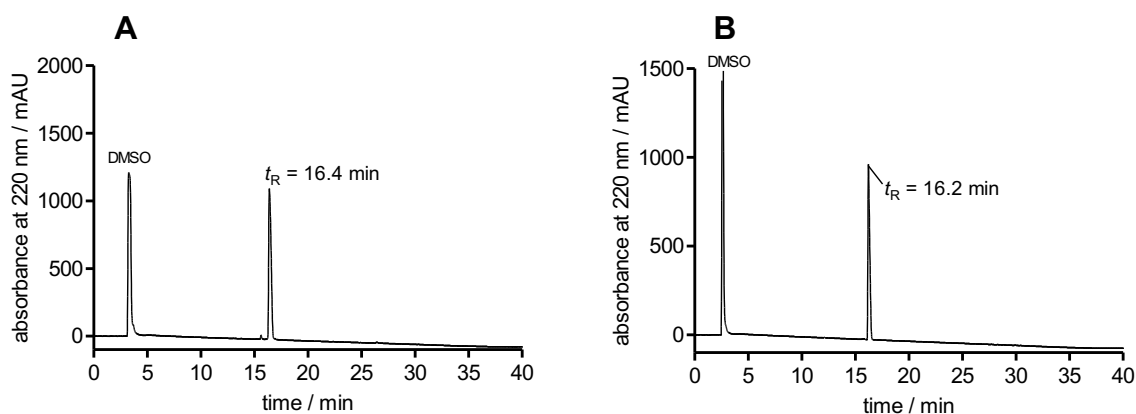 A
absorbance at 220 nm / mAU
2000
1500
1000
500
0
DMSO
tR = 16.4 min
0 5 10 15 20 25 30 35 40
time / min
B
absorbance at 220 nm / mAU
1500
1000
500
0
DMSO
tR = 16.2 min
0 5 10 15 20 25 30 35 40
time / min